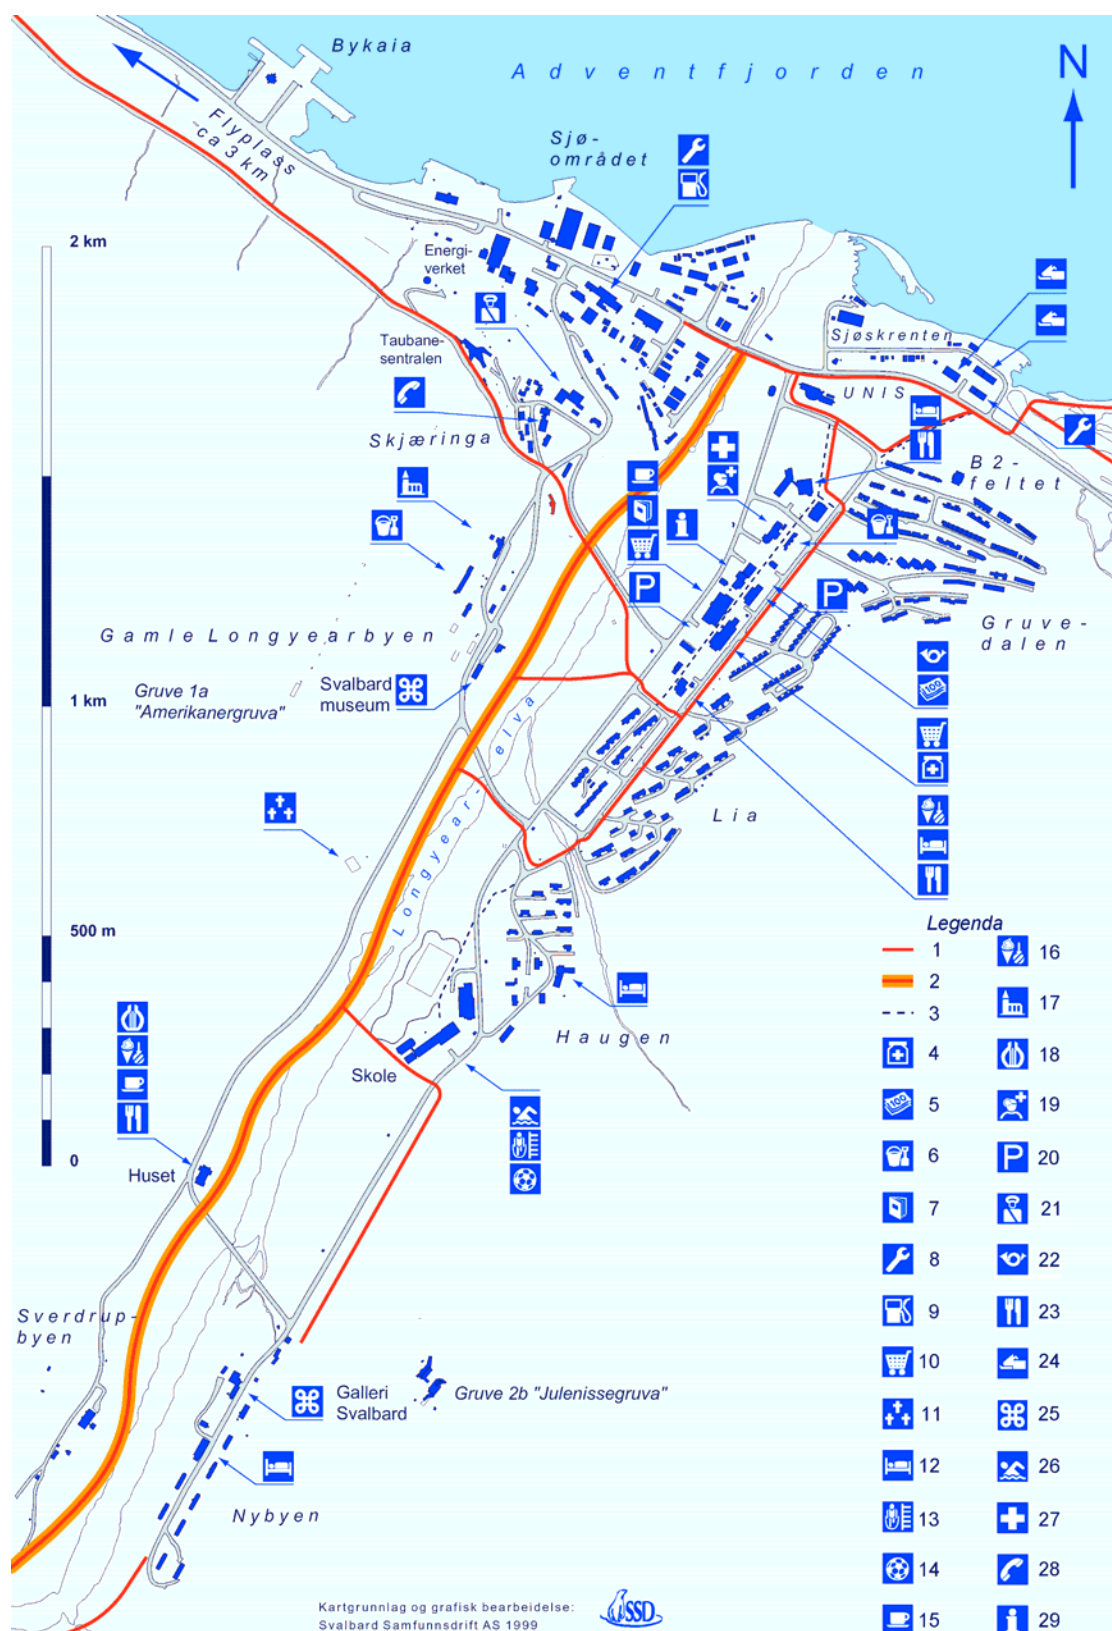 Bykaia
Adventfjorden
N
Flyplass
ca 3 km
Sjø-
området
2 km
Energi-
verket
Taubane-
sentralen
Sjøskrenten
UNIS
Skjæringa
B2-
feltet
P
P
Gamle Longyearbyen
Gruve-
dalen
Gruve 1a
"Amerikanergruva"
Svalbard
museum
1 km
100
Longyear-
elva
Lia
500 m
Legenda
1
2
3
4
5
6
7
8
9
10
11
12
13
14
15
16
17
18
19
P 20
21
22
23
24
25
26
27
28
29
Haugen
Skole
0
Huset
Sverdrup-
byen
Galleri
Svalbard
Gruve 2b "Julenissegruva"
Nybyen
Kartgrunnlag og grafisk bearbeidelse:
Svalbard Samfunnsdrift AS 1999
SSD